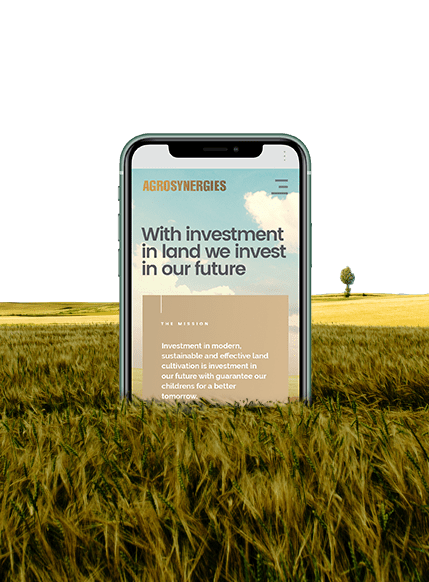 AGROSYNERGIES
With investment
in land we invest
in our future
THE MISSION
Investment in modern,
sustainable and effective land
cultivation is investment in
our future with guarantee our
childrens for a better
tomorrow.